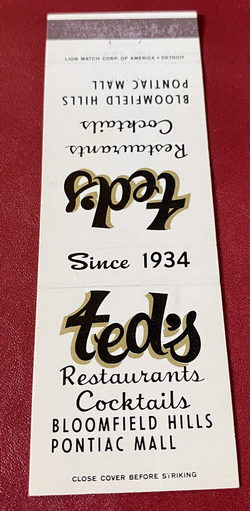 LION MATCH CORP. OF AMERICA • DETROIT
PONTIAC MALL
BLOOMFIELD HILLS
Cocktails
Restaurants
ted's
Since 1934
ted's
Restaurants
Cocktails
BLOOMFIELD HILLS
PONTIAC MALL
CLOSE COVER BEFORE STRIKING